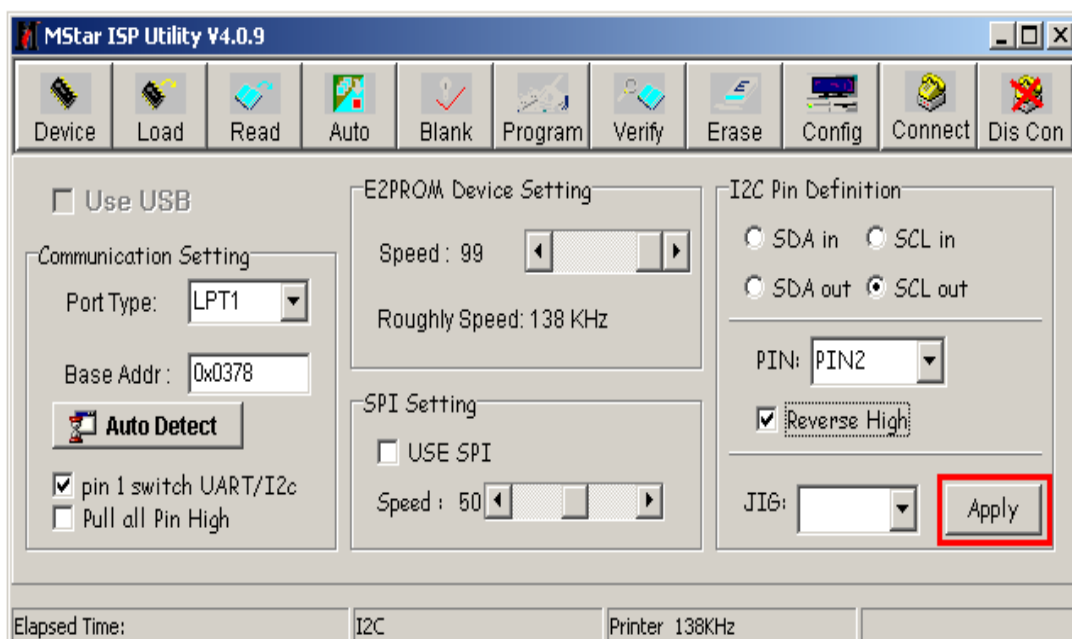 MStar ISP Utility V4.0.9
Device Load Read Auto Blank Program Verify Erase Config Connect Dis Con
Use USB
Communication Setting
Port Type: LPT1
Base Addr : 0x0378
Auto Detect
pin 1 switch UART/I2c
Pull all Pin High
E2PROM Device Setting
Speed : 99
Roughly Speed: 138 KHz
SPI Setting
USE SPI
Speed : 50
I2C Pin Definition
SDA in SCL in
SDA out SCL out
PIN: PIN2
Reverse High
JIG: Apply
Elapsed Time: I2C Printer 138KHz